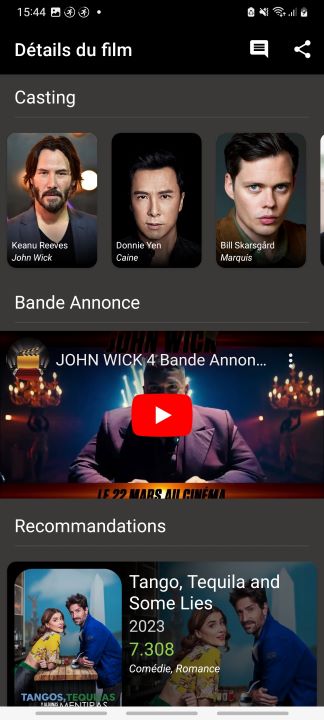 15:44
Détails du film
Casting
Keanu Reeves
John Wick
Donnie Yen
Caine
Bill Skarsgård
Marquis
Bande Annonce
JOHN WICK
JOHN WICK 4 Bande Annon...
LE 22 MARS AU CINÉMA
Recommandations
Tango, Tequila and
Some Lies
2023
7.308
Comédie, Romance
TANGOS, TEQUILAS
Y ALGUNAS MENTIRAS